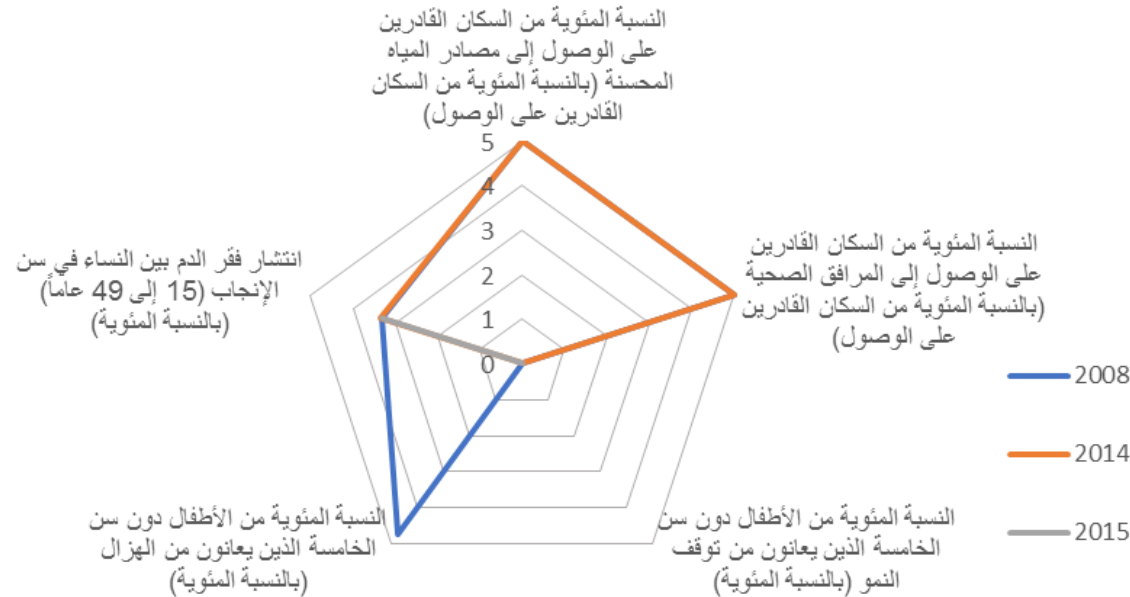 النسبة المئوية من السكان القادرين
على الوصول إلى مصادر المياه
المحسنة (بالنسبة المئوية من السكان
القادرين على الوصول)
5
4
3
2
1
0
النسبة المئوية من السكان القادرين
على الوصول إلى المرافق الصحية
(بالنسبة المئوية من السكان القادرين
على الوصول)
النسبة المئوية من الأطفال دون سن
الخامسة الذين يعانون من توقف
النمو (بالنسبة المئوية)
النسبة المئوية من الأطفال دون سن
الخامسة الذين يعانون من الهزال
(بالنسبة المئوية)
انتشار فقر الدم بين النساء في سن
الإنجاب (15 إلى 49 عاماً)
(بالنسبة المئوية)
2008
2014
2015